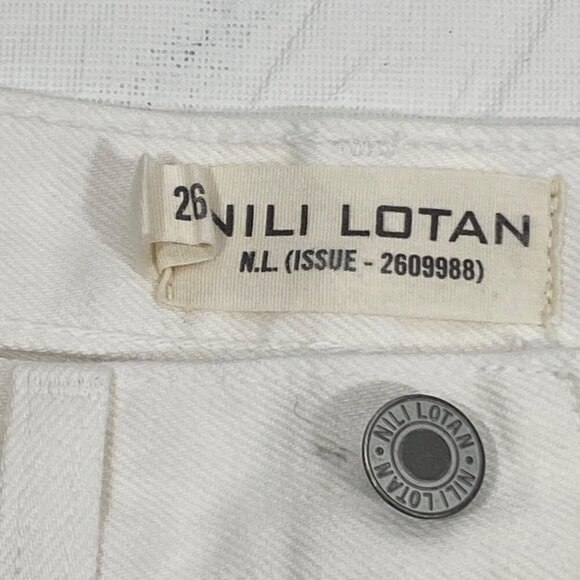 26
NILI LOTAN
N.L. (ISSUE - 2609988)
NILI LOTAN • NILI LOTAN •